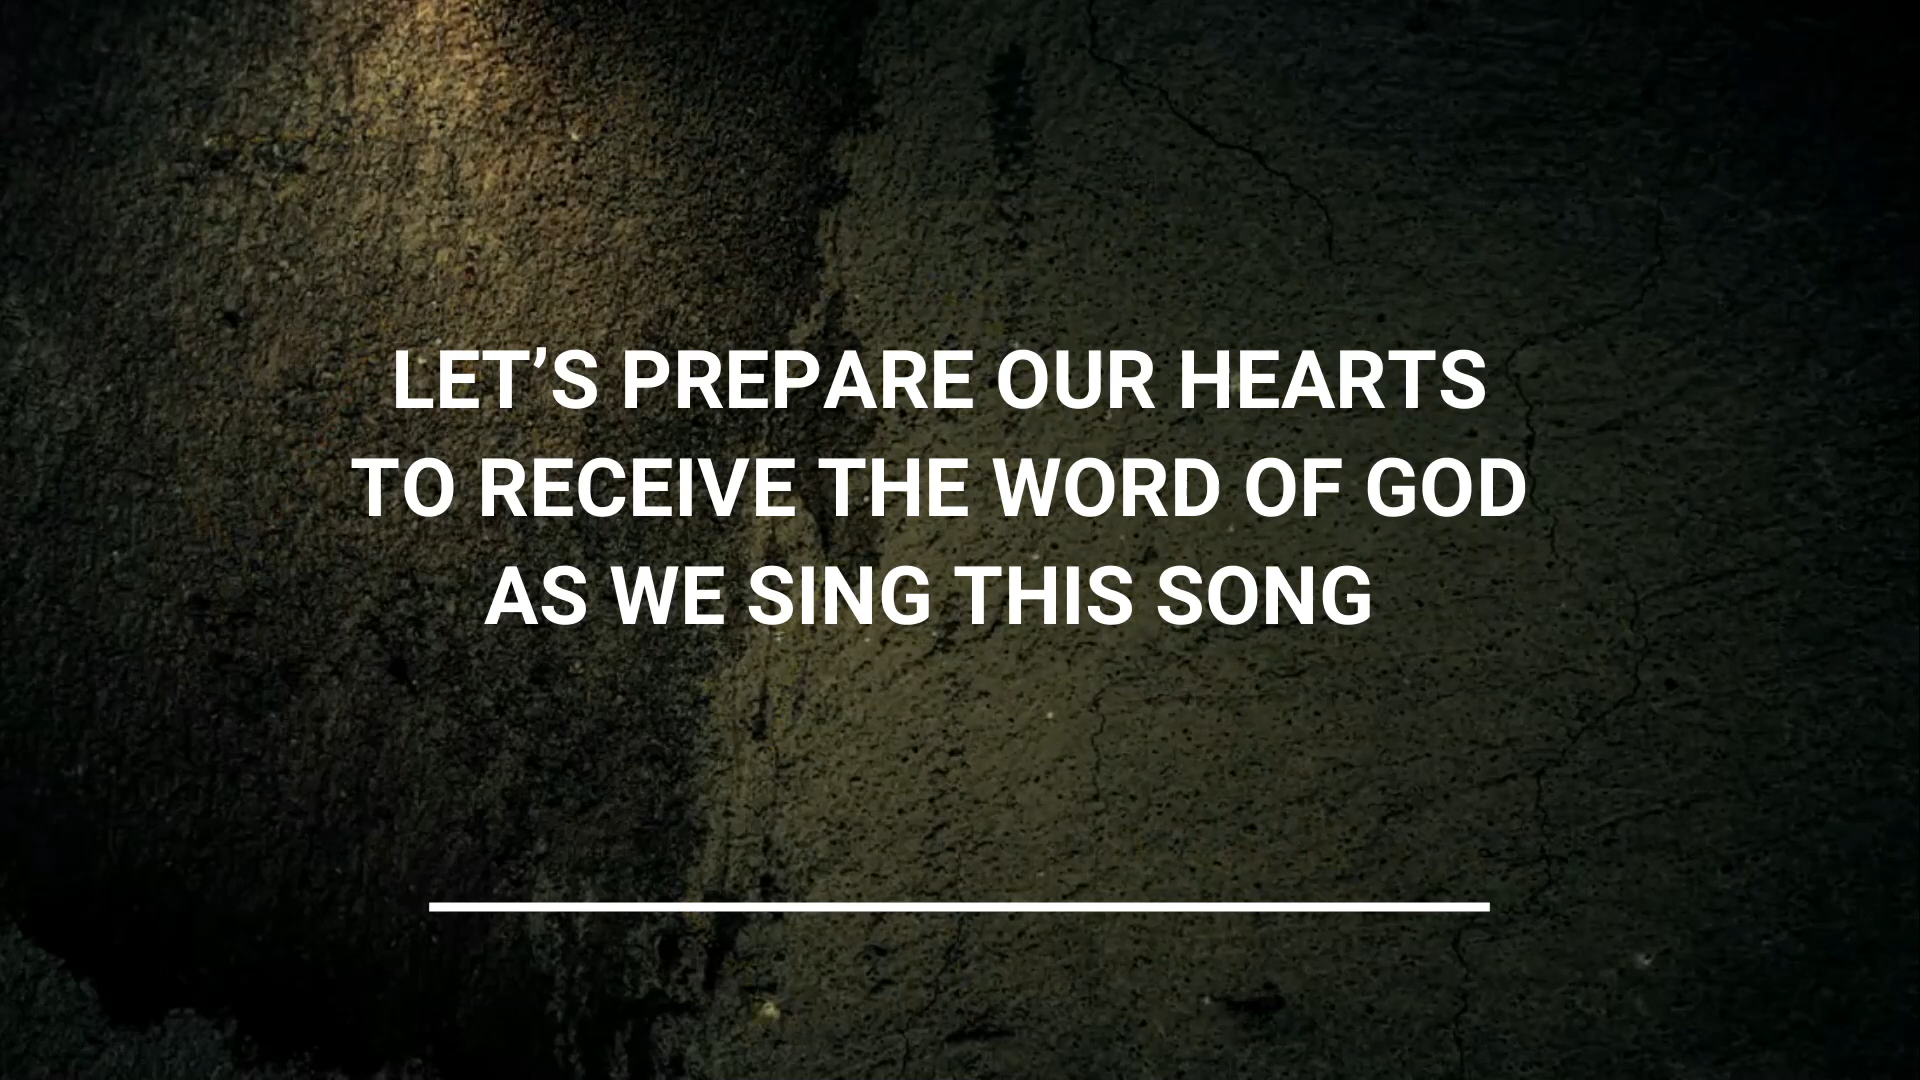 LET’S PREPARE OUR HEARTS
TO RECEIVE THE WORD OF GOD
AS WE SING THIS SONG